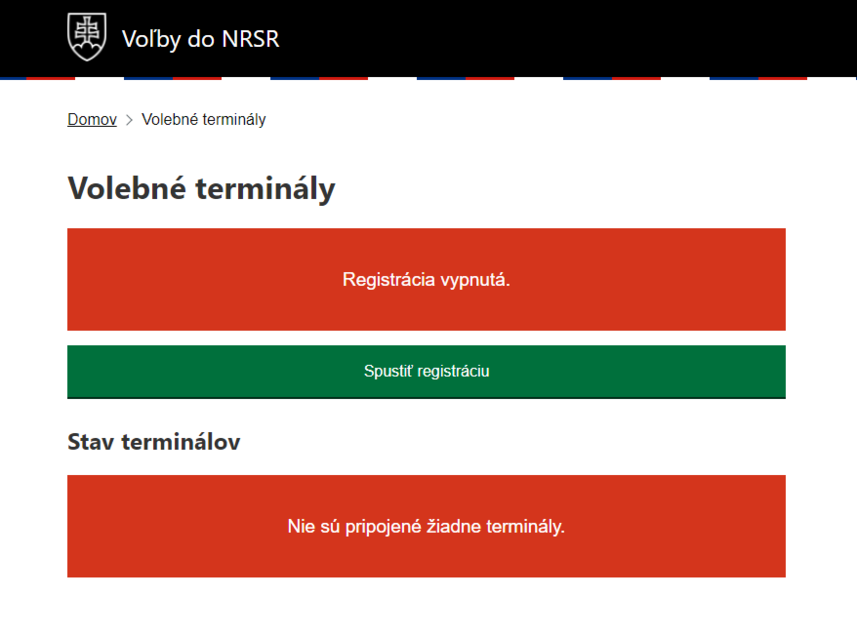 Voľby do NRSR
Domov > Volebné terminály
Volebné terminály
Registrácia vypnutá.
Spustiť registráciu
Stav terminálov
Nie sú pripojené žiadne terminály.